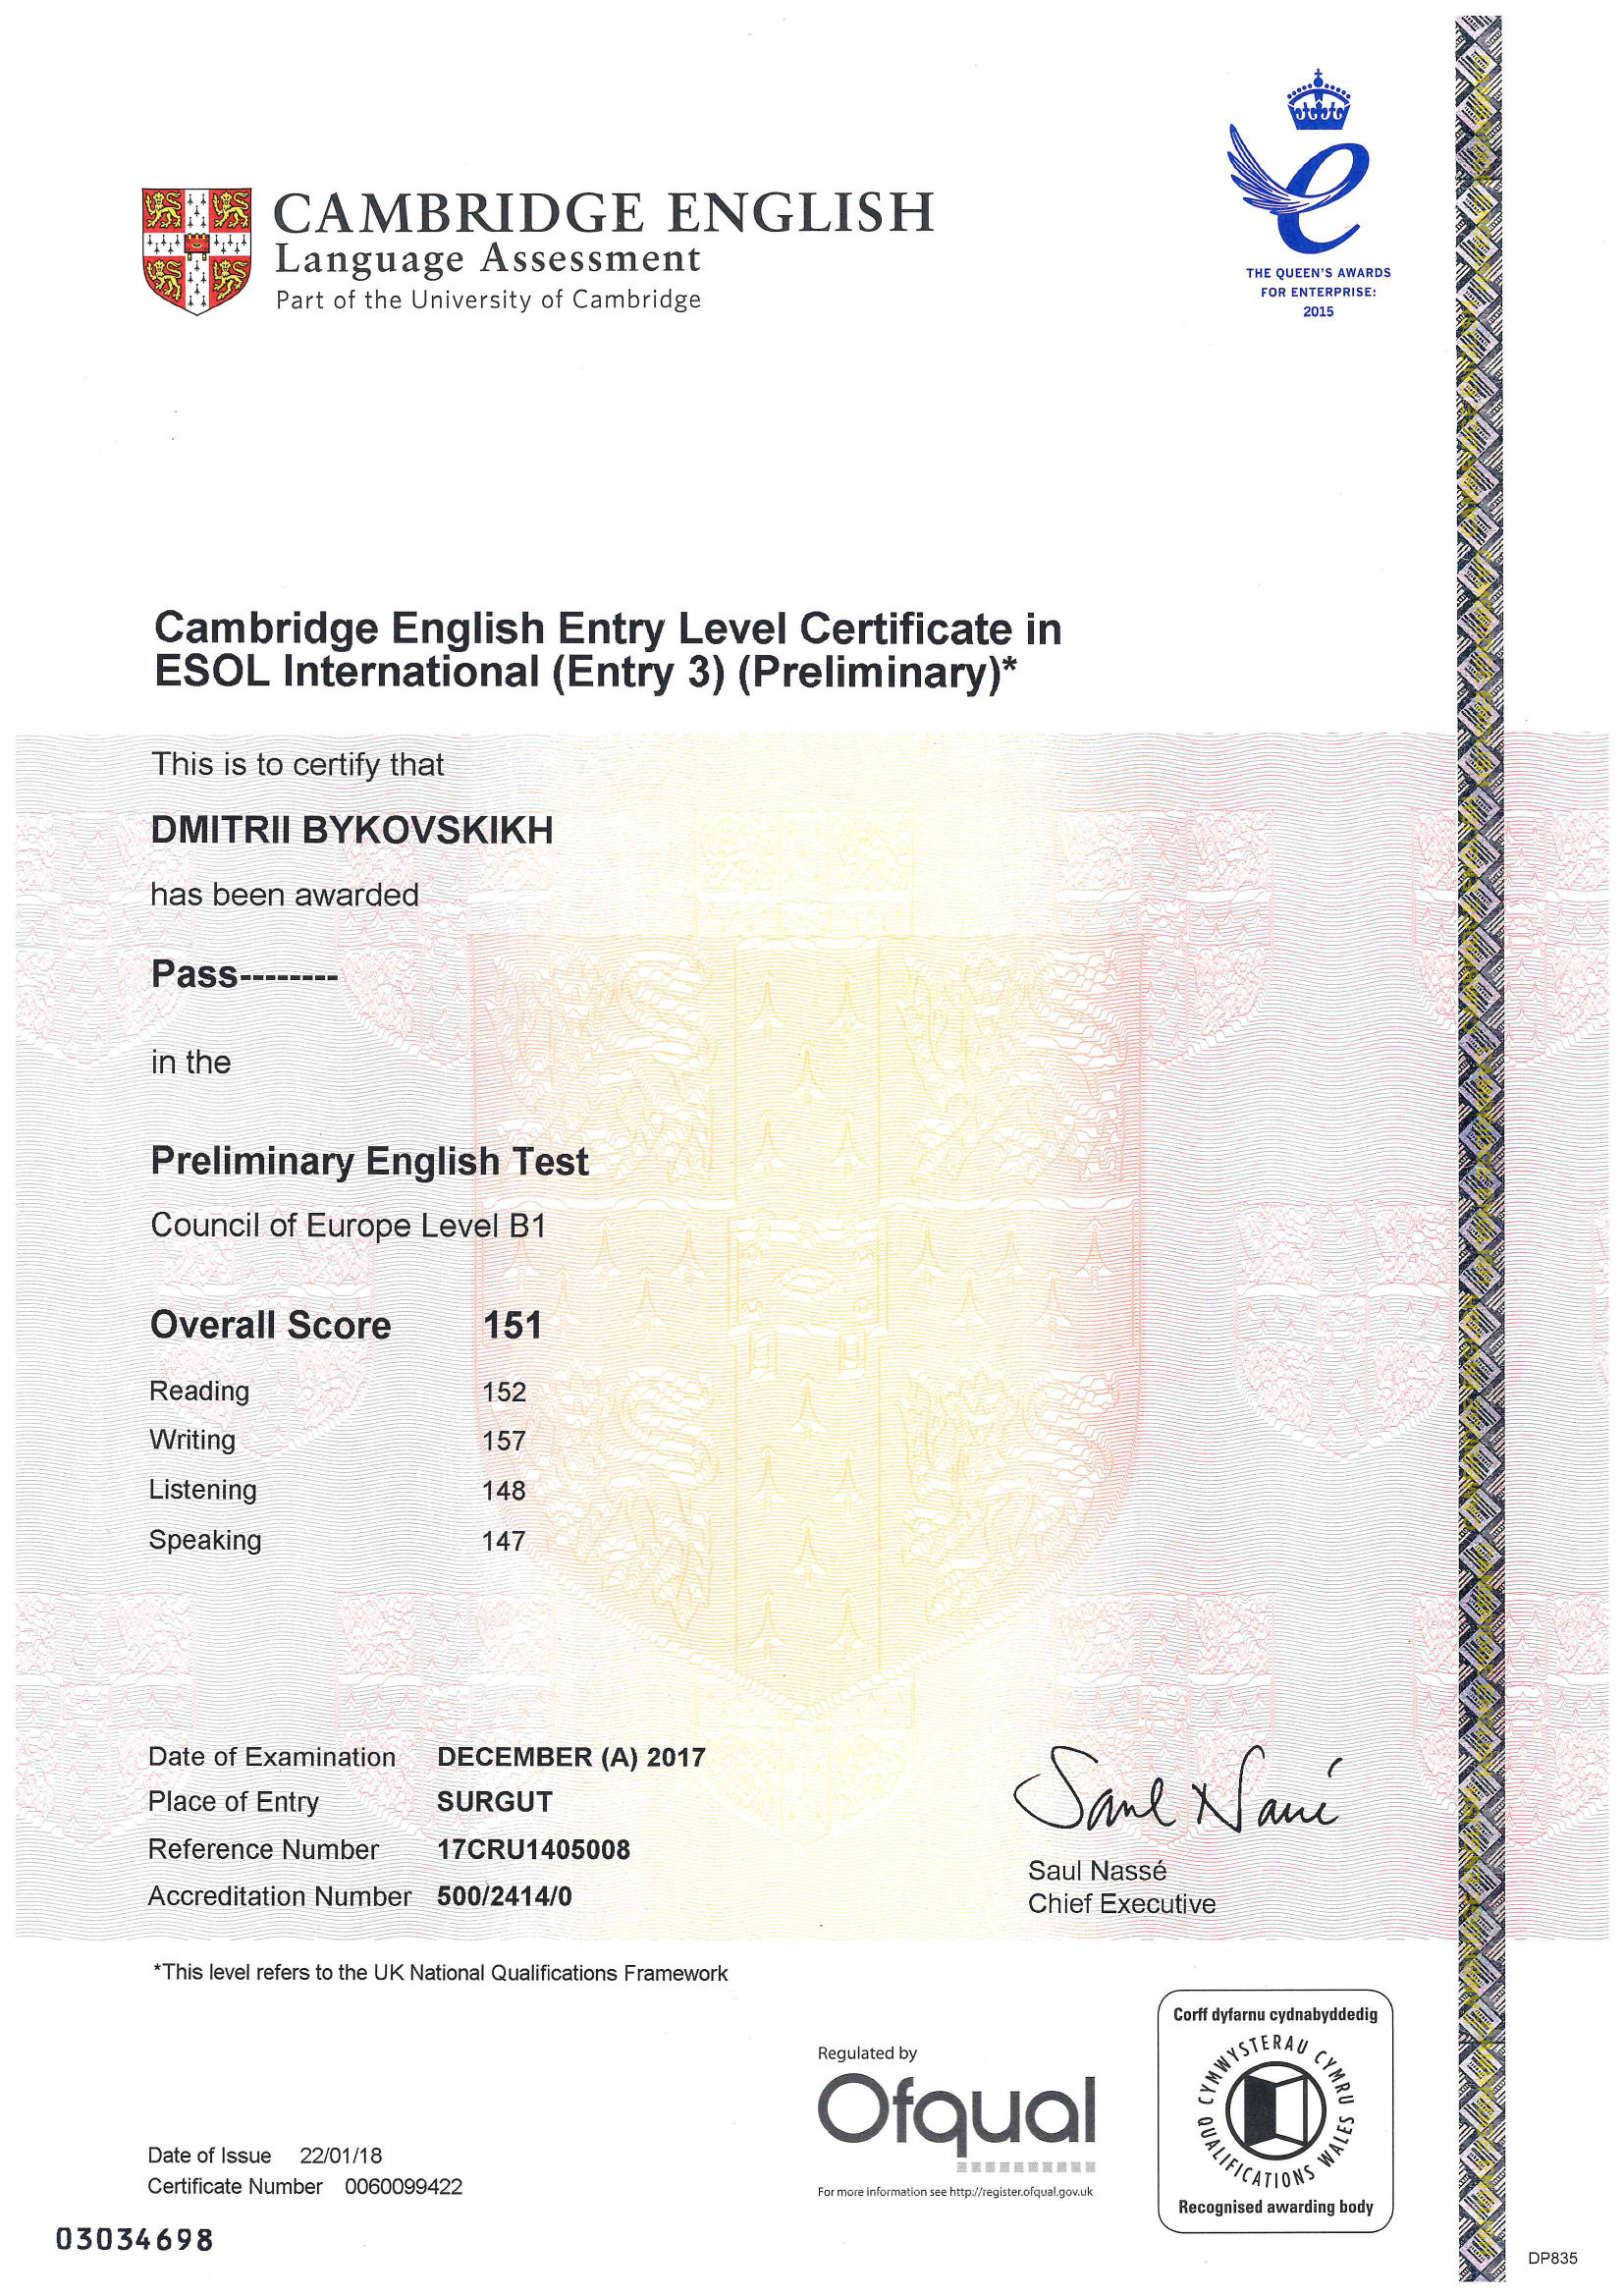 CAMBRIDGE ENGLISH
Language Assessment
Part of the University of Cambridge
THE QUEEN'S AWARDS
FOR ENTERPRISE:
2015
Cambridge English Entry Level Certificate in
ESOL International (Entry 3) (Preliminary)*
This is to certify that
DMITRII BYKOVSKIKH
has been awarded
Pass--------
in the
Preliminary English Test
Council of Europe Level B1
Overall Score 151
Reading 152
Writing 157
Listening 148
Speaking 147
Date of Examination DECEMBER (A) 2017
Place of Entry SURGUT
Reference Number 17CRU1405008
Accreditation Number 500/2414/0
Saul Nassé
Saul Nassé
Chief Executive
*This level refers to the UK National Qualifications Framework
Regulated by
Ofqual
For more information see http://register.ofqual.gov.uk
Corff dyfarnu cydnabyddedig
CYMWYSTERAU CYMRU
QUALIFICATIONS WALES
Recognised awarding body
Date of Issue 22/01/18
Certificate Number 0060099422
03034698
DP835